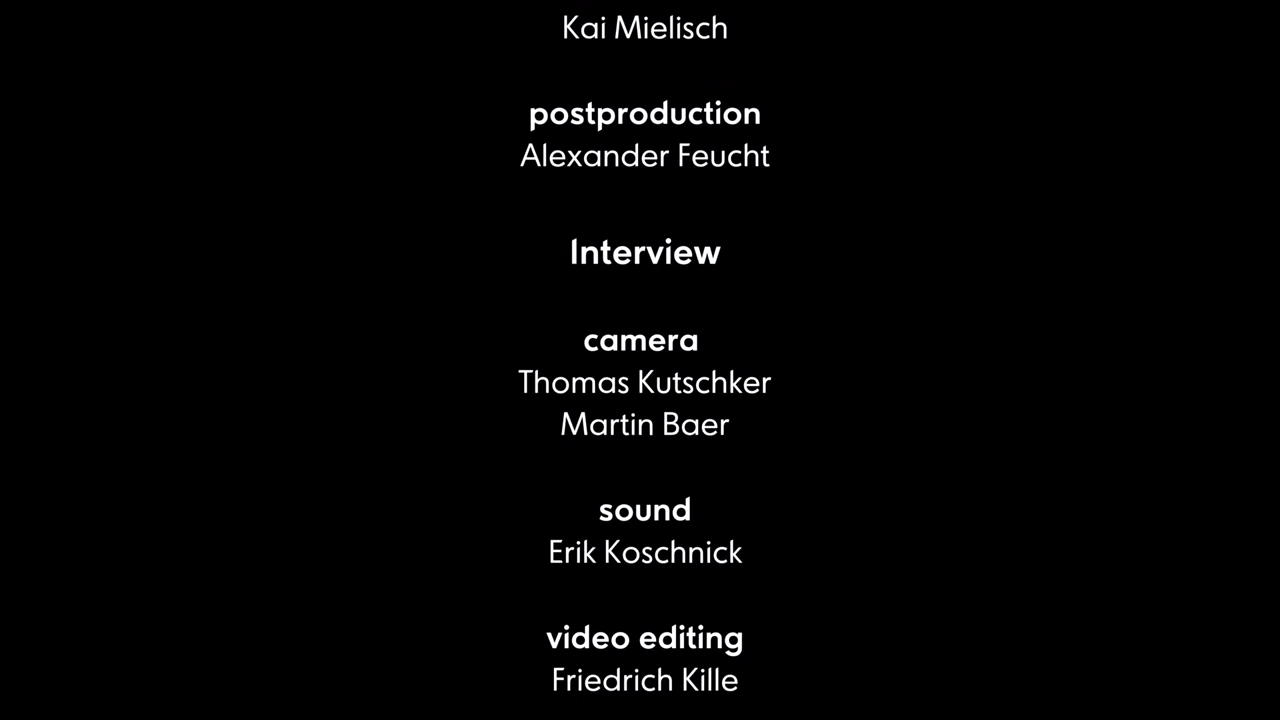 Kai Mielisch
postproduction
Alexander Feucht
Interview
camera
Thomas Kutschker
Martin Baer
sound
Erik Koschnick
video editing
Friedrich Kille